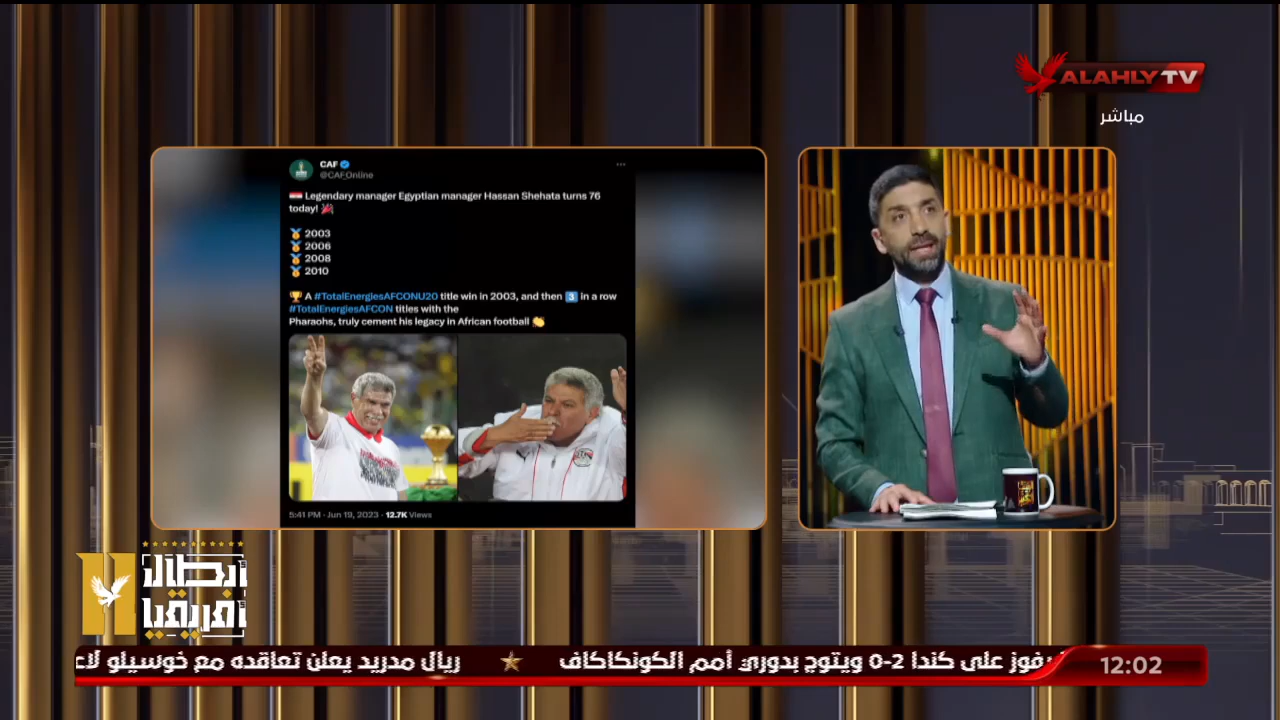 ALAHLY TV
مباشر
CAF
@CAF_Online
🇪🇬 Legendary manager Egyptian manager Hassan Shehata turns 76
today! 🎉
🥇 2003
🥇 2006
🥇 2008
🥇 2010
🏆 A #TotalEnergiesAFCONU20 title win in 2003, and then 3️⃣ in a row
#TotalEnergiesAFCON titles with the
Pharaohs, truly cement his legacy in African football 👏
5:41 PM · Jun 19, 2023 · 12.7K Views
11
أبطال
أفريقيا
فوز على كندا 2-0 ويتوج بدوري أمم الكونكاكاف ★ ريال مدريد يعلن تعاقده مع خوسيلو
12:02